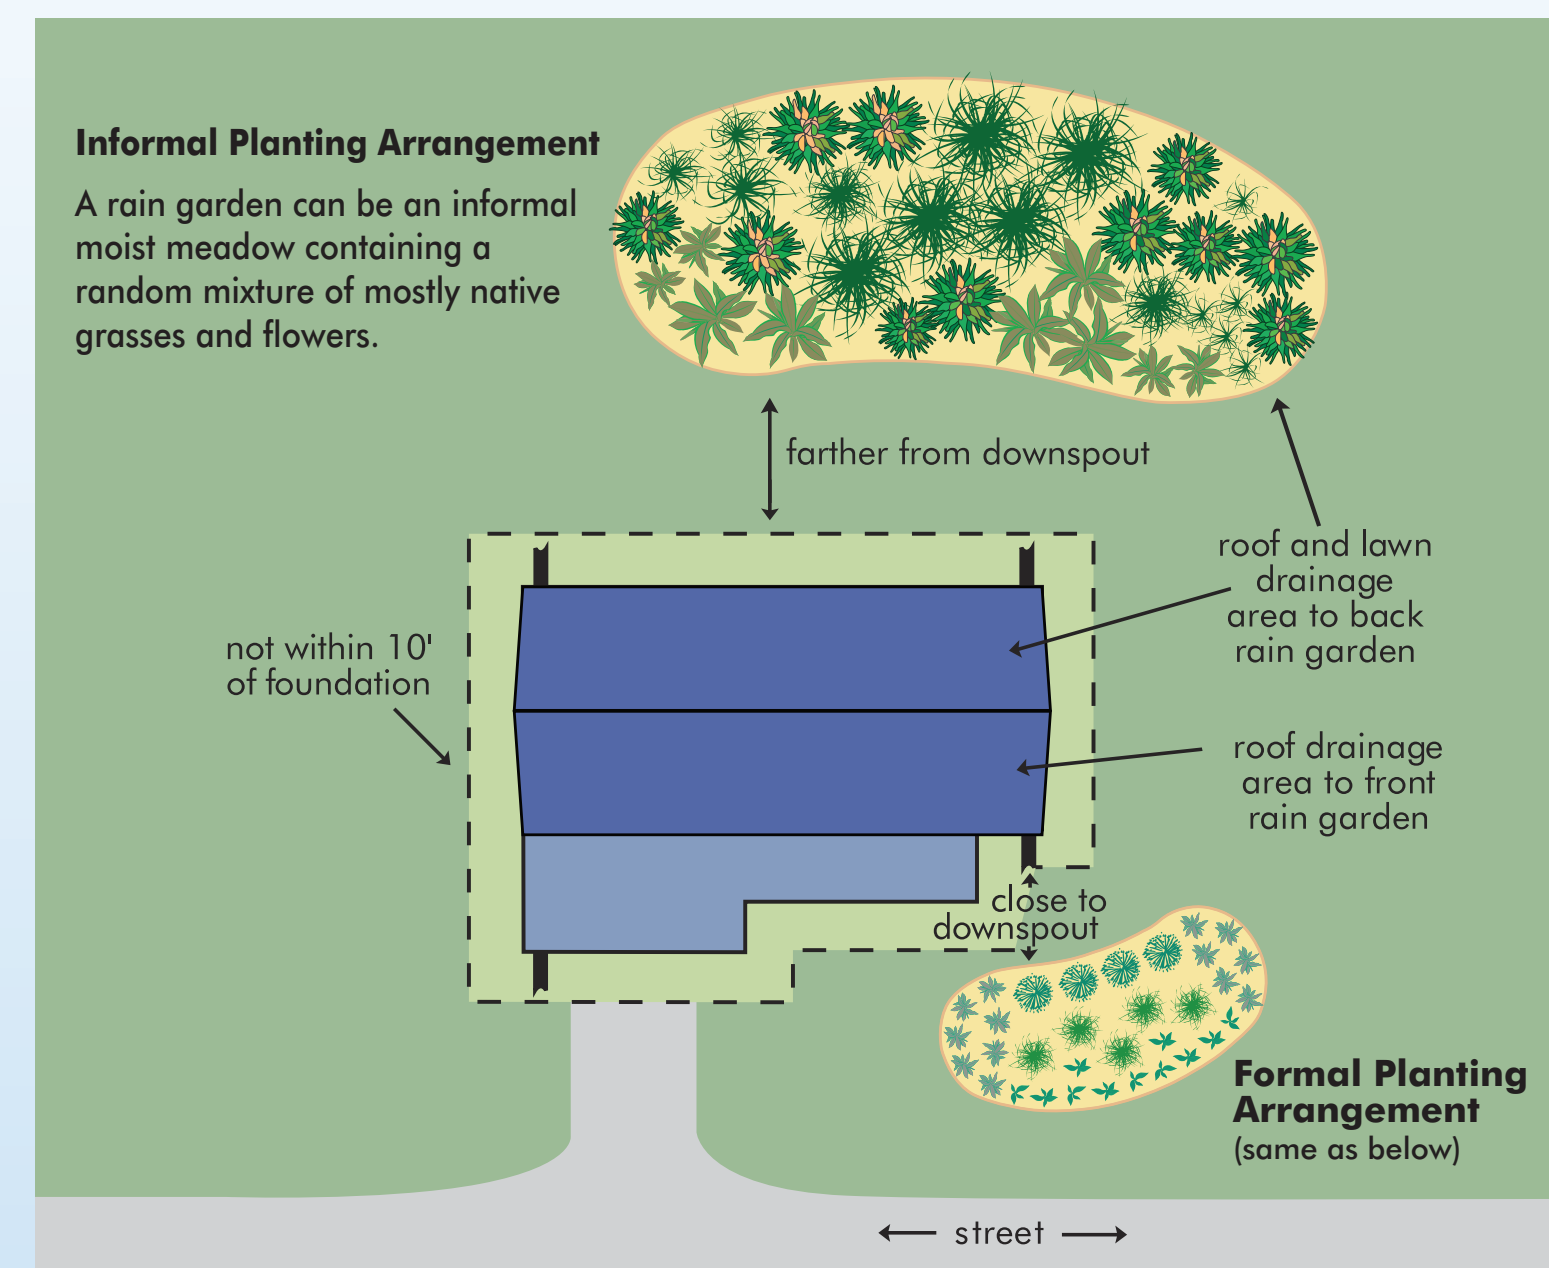 Informal Planting Arrangement
A rain garden can be an informal
moist meadow containing a
random mixture of mostly native
grasses and flowers.
farther from downspout
roof and lawn
drainage
area to back
rain garden
not within 10'
of foundation
roof drainage
area to front
rain garden
close to
downspout
Formal Planting
Arrangement
(same as below)
street